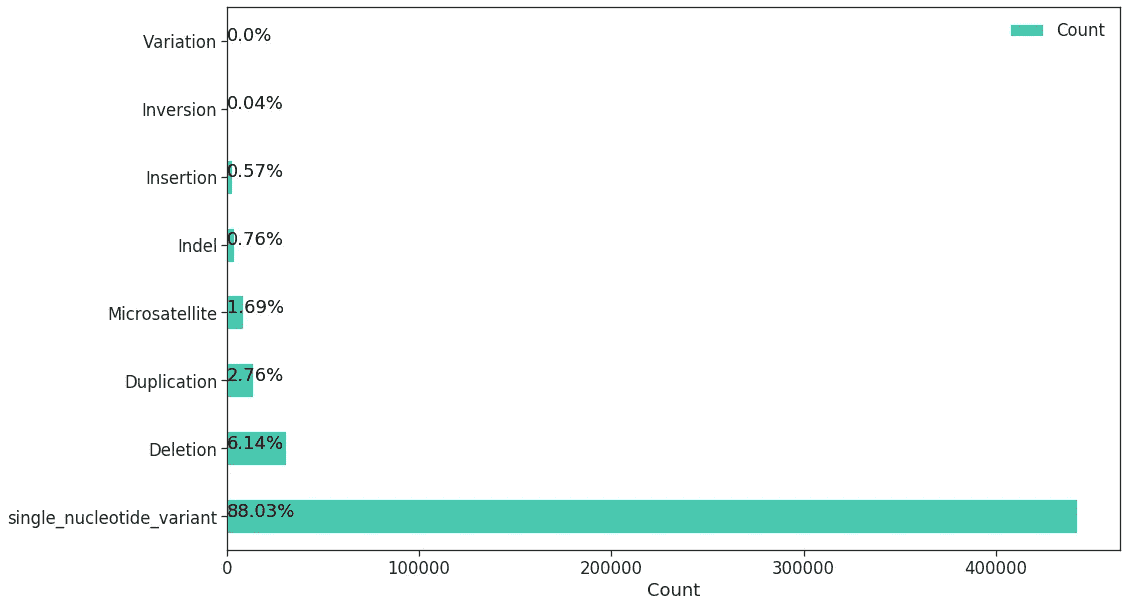 Count
Variation 0.0%
Inversion 0.04%
Insertion 0.57%
Indel 0.76%
Microsatellite 1.69%
Duplication 2.76%
Deletion 6.14%
single_nucleotide_variant 88.03%
0 100000 200000 300000 400000
Count